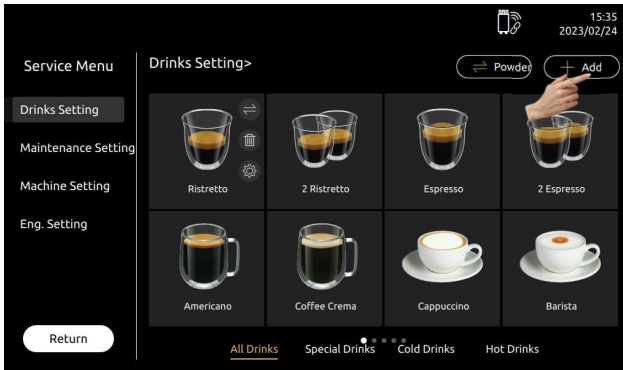 15:35
2023/02/24
Service Menu
Drinks Setting>
Powder
Add
Drinks Setting
Maintenance Setting
Machine Setting
Eng. Setting
Ristretto
2 Ristretto
Espresso
2 Espresso
Americano
Coffee Crema
Cappuccino
Barista
Return
All Drinks
Special Drinks
Cold Drinks
Hot Drinks